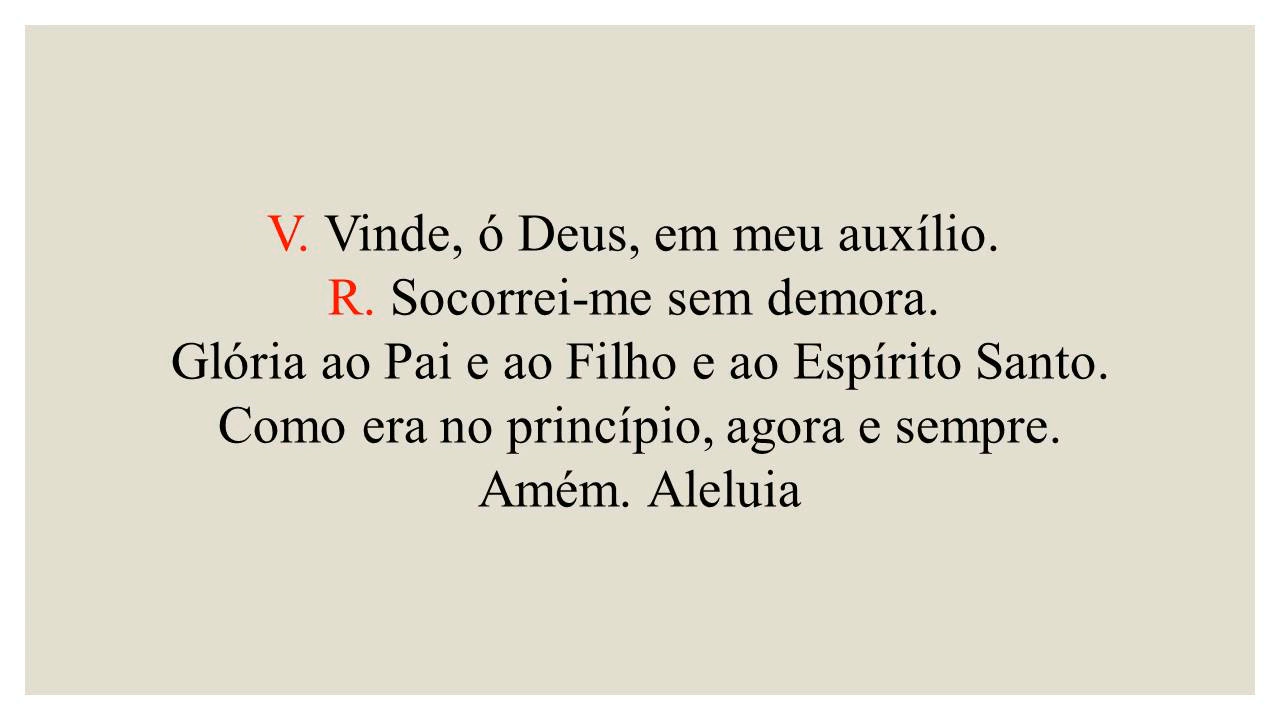 V. Vinde, ó Deus, em meu auxílio.
R. Socorrei-me sem demora.
Glória ao Pai e ao Filho e ao Espírito Santo.
Como era no princípio, agora e sempre.
Amém. Aleluia